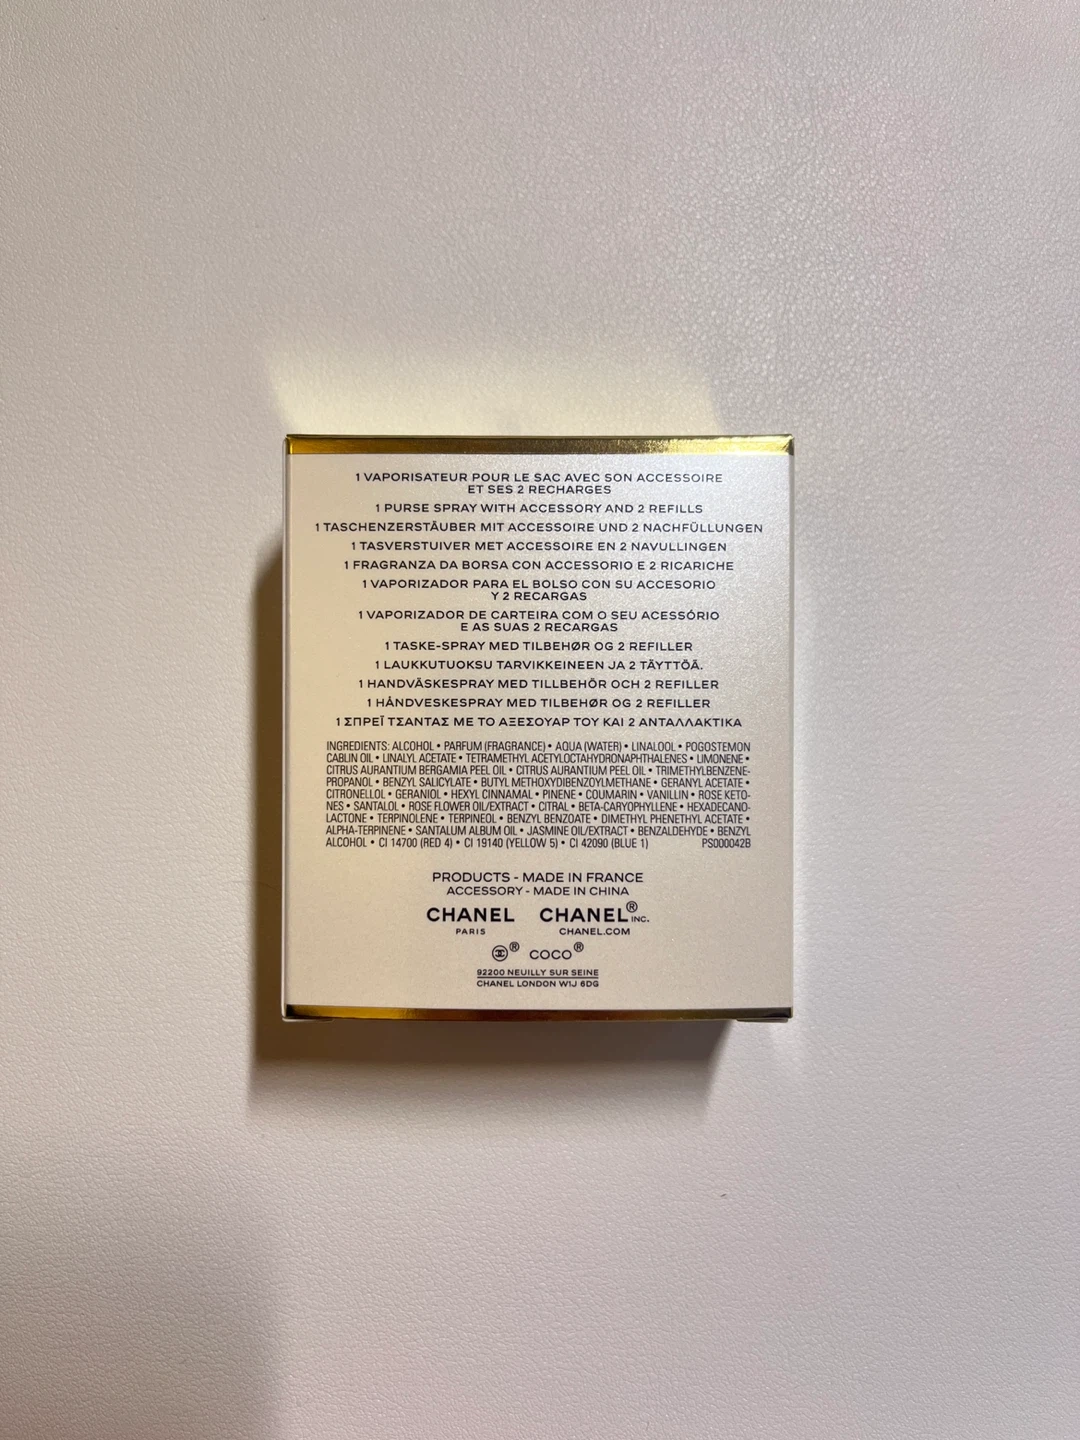 1 VAPORISATEUR POUR LE SAC AVEC SON ACCESSOIRE
ET SES 2 RECHARGES
1 PURSE SPRAY WITH ACCESSORY AND 2 REFILLS
1 TASCHENZERSTÄUBER MIT ACCESSOIRE UND 2 NACHFÜLLUNGEN
1 TASVERSTUIVER MET ACCESSOIRE EN 2 NAVULLINGEN
1 FRAGRANZA DA BORSA CON ACCESSORIO E 2 RICARICHE
1 VAPORIZADOR PARA EL BOLSO CON SU ACCESORIO
Y 2 RECARGAS
1 VAPORIZADOR DE CARTEIRA COM O SEU ACESSÓRIO
E AS SUAS 2 RECARGAS
1 TASKE-SPRAY MED TILBEHØR OG 2 REFILLER
1 LAUKKUTUOKSU TARVIKKEINEEN JA 2 TÄYTTÖÄ.
1 HANDVÄSKESPRAY MED TILLBEHÖR OCH 2 REFILLER
1 HÅNDVESKESPRAY MED TILBEHØR OG 2 REFILLER
1 ΣΠΡΕΪ ΤΣΑΝΤΑΣ ΜΕ ΤΟ ΑΞΕΣΟΥΑΡ ΤΟΥ ΚΑΙ 2 ΑΝΤΑΛΛΑΚΤΙΚΑ
INGREDIENTS: ALCOHOL • PARFUM (FRAGRANCE) • AQUA (WATER) • LINALOOL • POGOSTEMON
CABLIN OIL • LINALYL ACETATE • TETRAMETHYL ACETYLOCTAHYDRONAPHTHALENES • LIMONENE •
CITRUS AURANTIUM BERGAMIA PEEL OIL • CITRUS AURANTIUM PEEL OIL • TRIMETHYLBENZENE-
PROPANOL • BENZYL SALICYLATE • BUTYL METHOXYDIBENZOYLMETHANE • GERANYL ACETATE •
CITRONELLOL • GERANIOL • HEXYL CINNAMAL • PINENE • COUMARIN • VANILLIN • ROSE KETO-
NES • SANTALOL • ROSE FLOWER OIL/EXTRACT • CITRAL • BETA-CARYOPHYLLENE • HEXADECANO-
LACTONE • TERPINOLENE • TERPINEOL • BENZYL BENZOATE • DIMETHYL PHENETHYL ACETATE •
ALPHA-TERPINENE • SANTALUM ALBUM OIL • JASMINE OIL/EXTRACT • BENZALDEHYDE • BENZYL
ALCOHOL • CI 14700 (RED 4) • CI 19140 (YELLOW 5) • CI 42090 (BLUE 1) PS000042B
PRODUCTS - MADE IN FRANCE
ACCESSORY - MADE IN CHINA
CHANEL CHANEL® INC.
PARIS CHANEL.COM
® COCO®
92200 NEUILLY SUR SEINE
CHANEL LONDON W1J 6DG